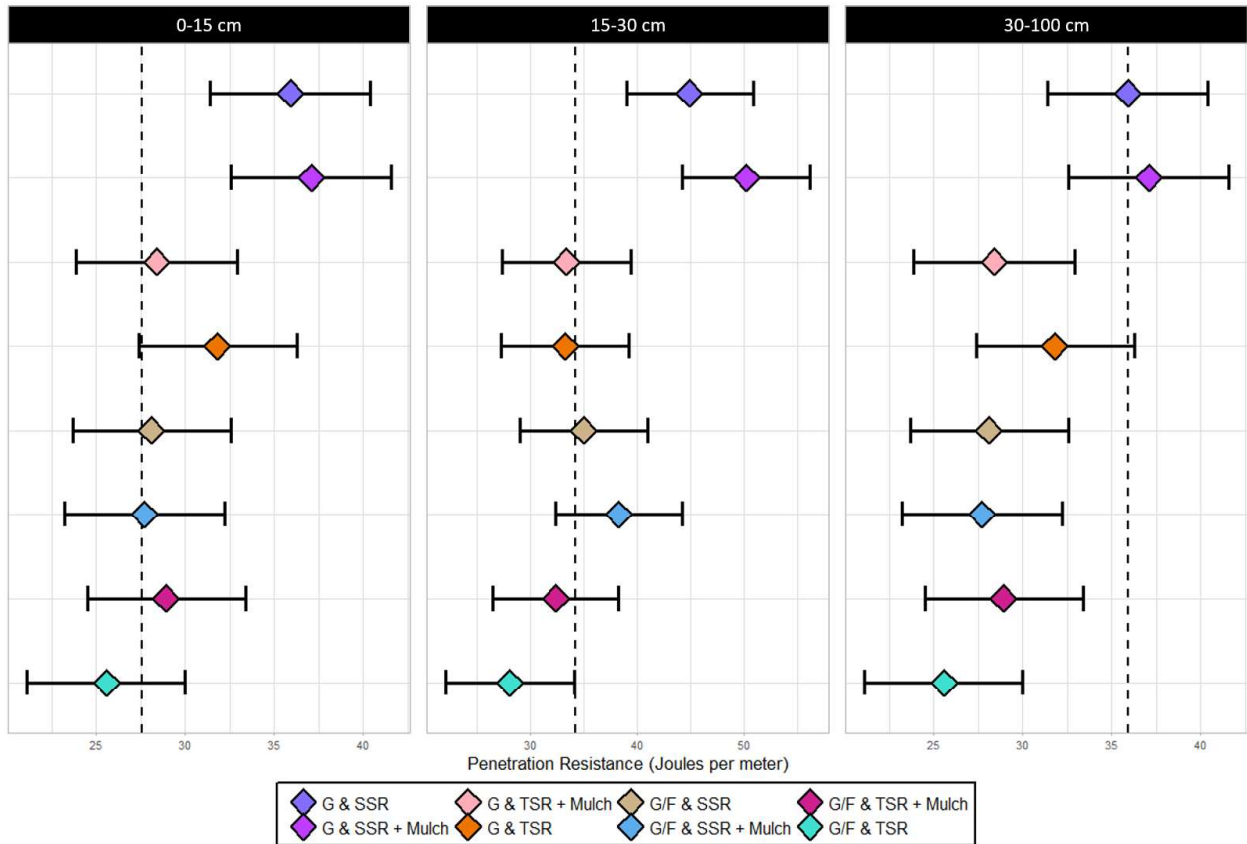 0-15 cm 15-30 cm 30-100 cm
25 30 35 40 30 40 50 25 30 35 40
Penetration Resistance (Joules per meter)
G & SSR G & TSR + Mulch G/F & SSR G/F & TSR + Mulch
G & SSR + Mulch G & TSR G/F & SSR + Mulch G/F & TSR